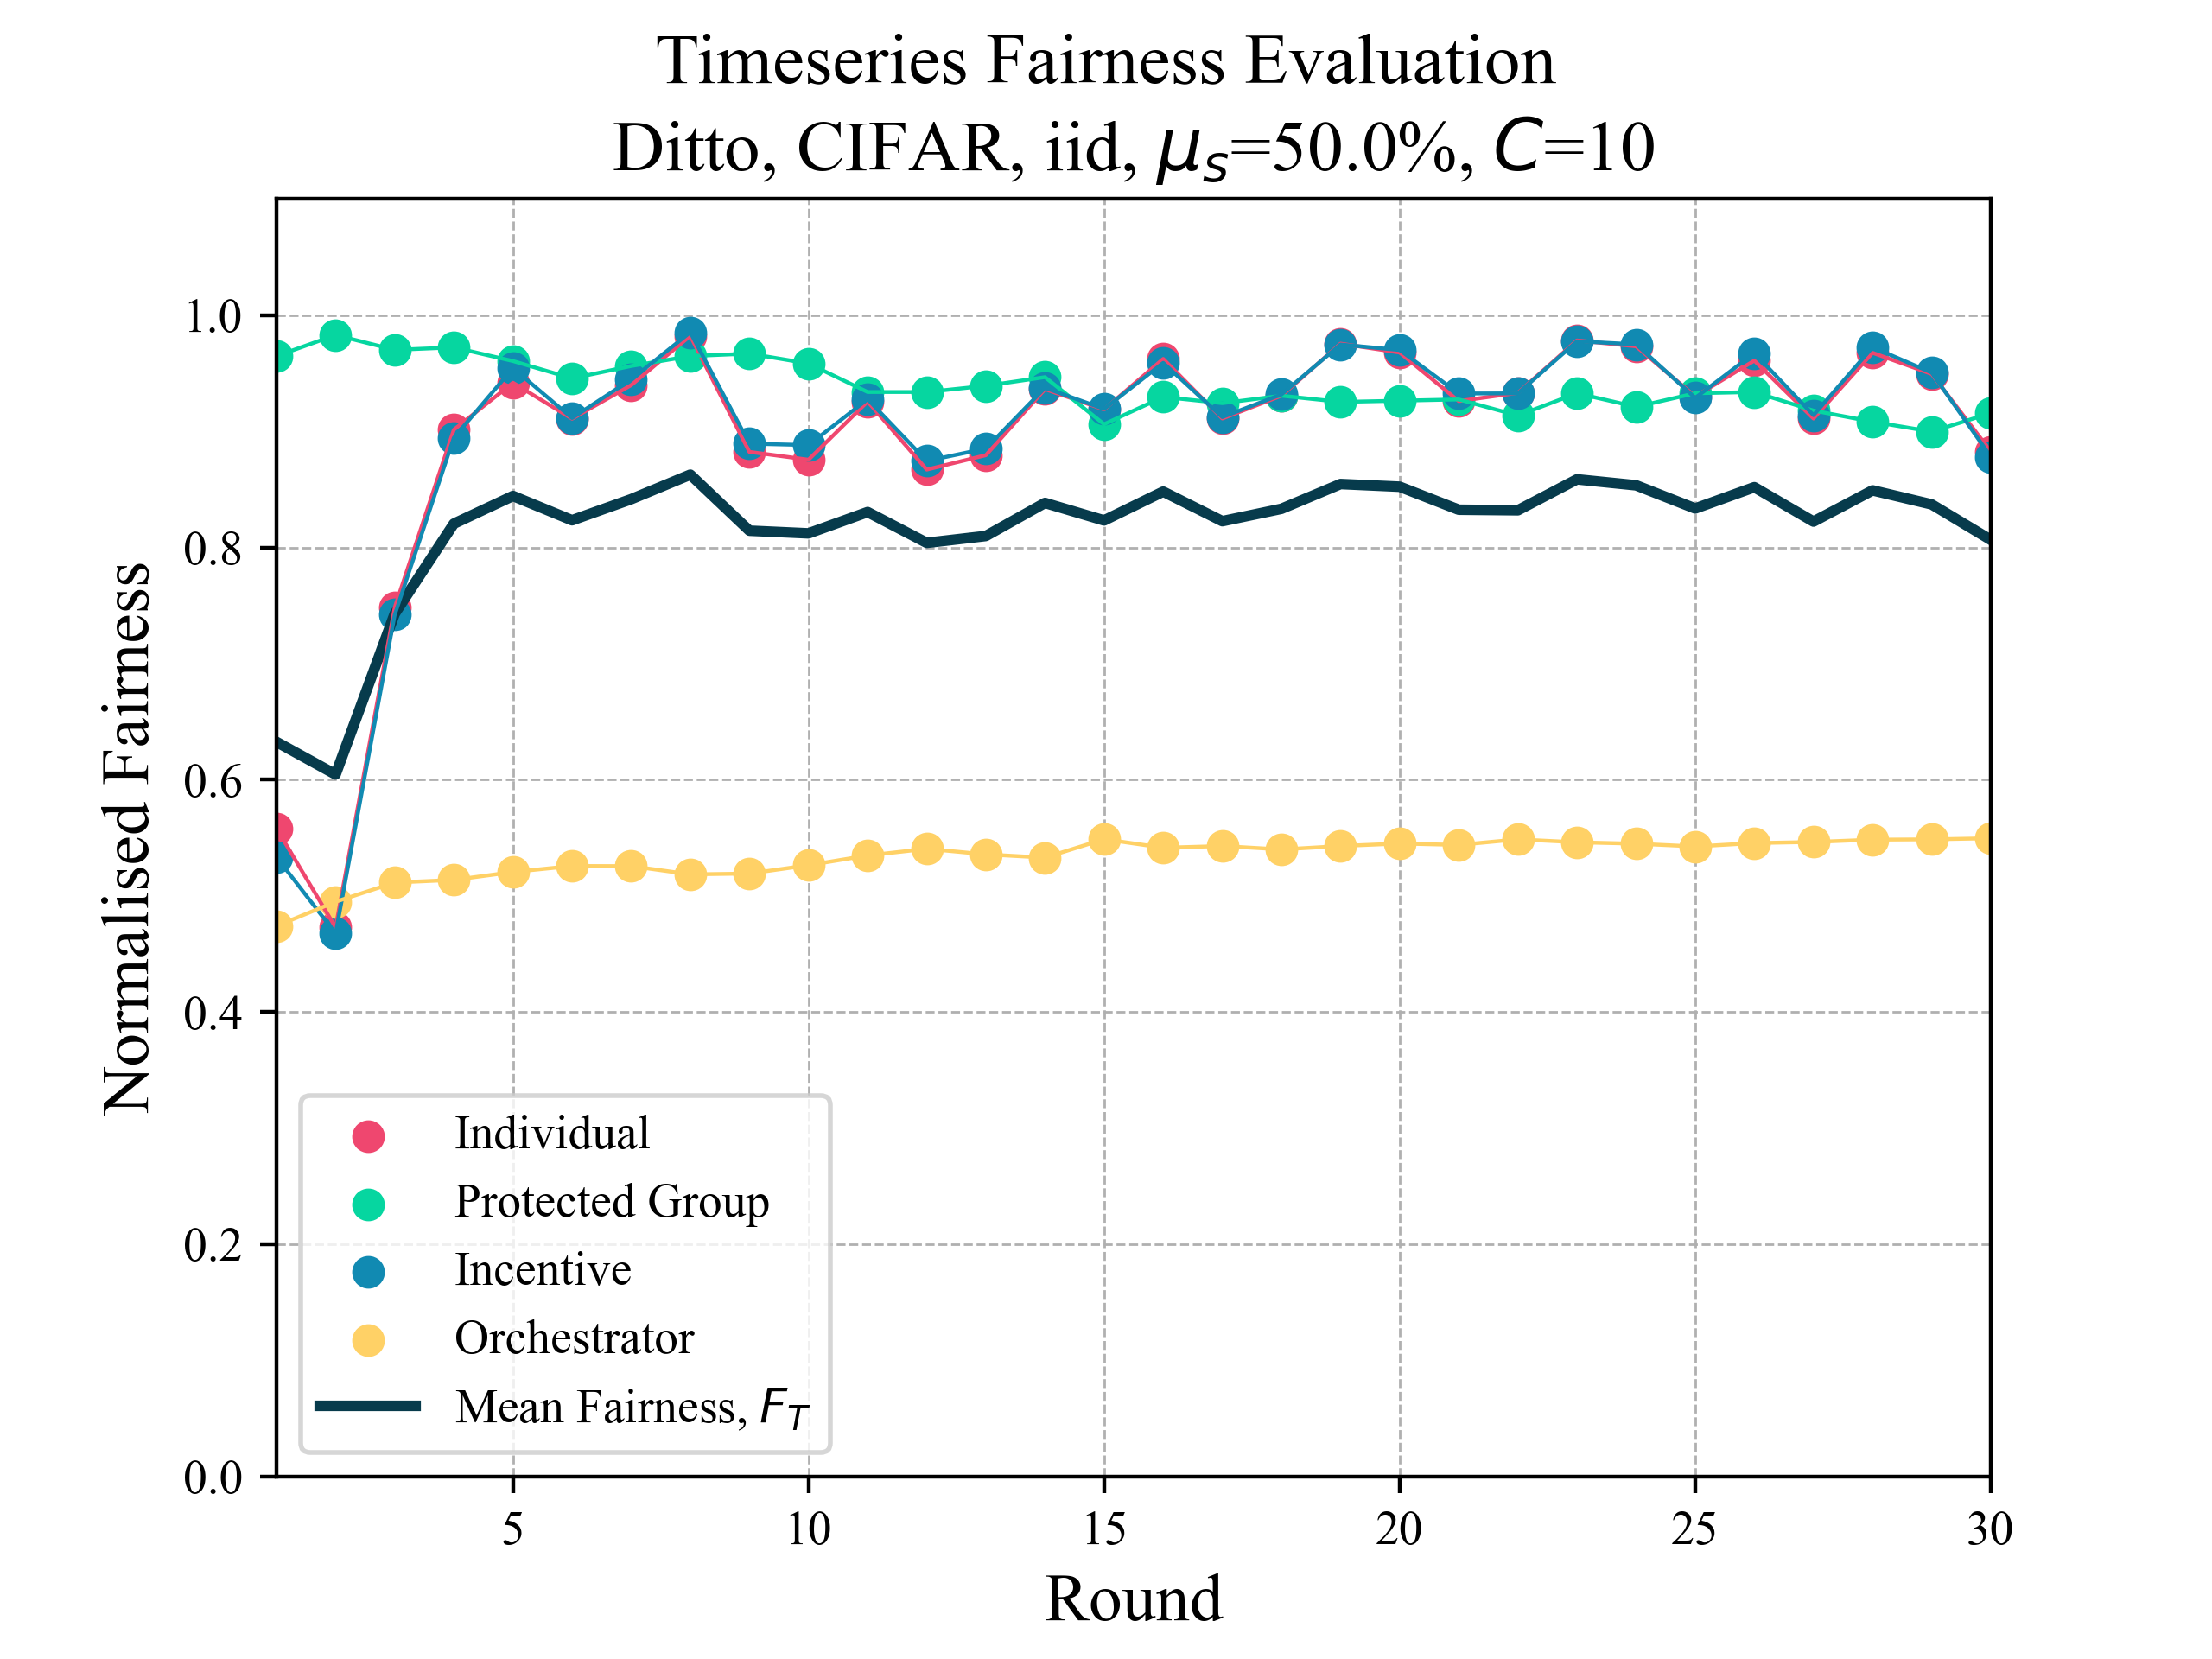 Timeseries Fairness Evaluation
Ditto, CIFAR, iid, μₛ=50.0%, C=10
Normalised Fairness
1.0
0.8
0.6
0.4
0.2
0.0
Individual
Protected Group
Incentive
Orchestrator
Mean Fairness, F_T
5 10 15 20 25 30
Round